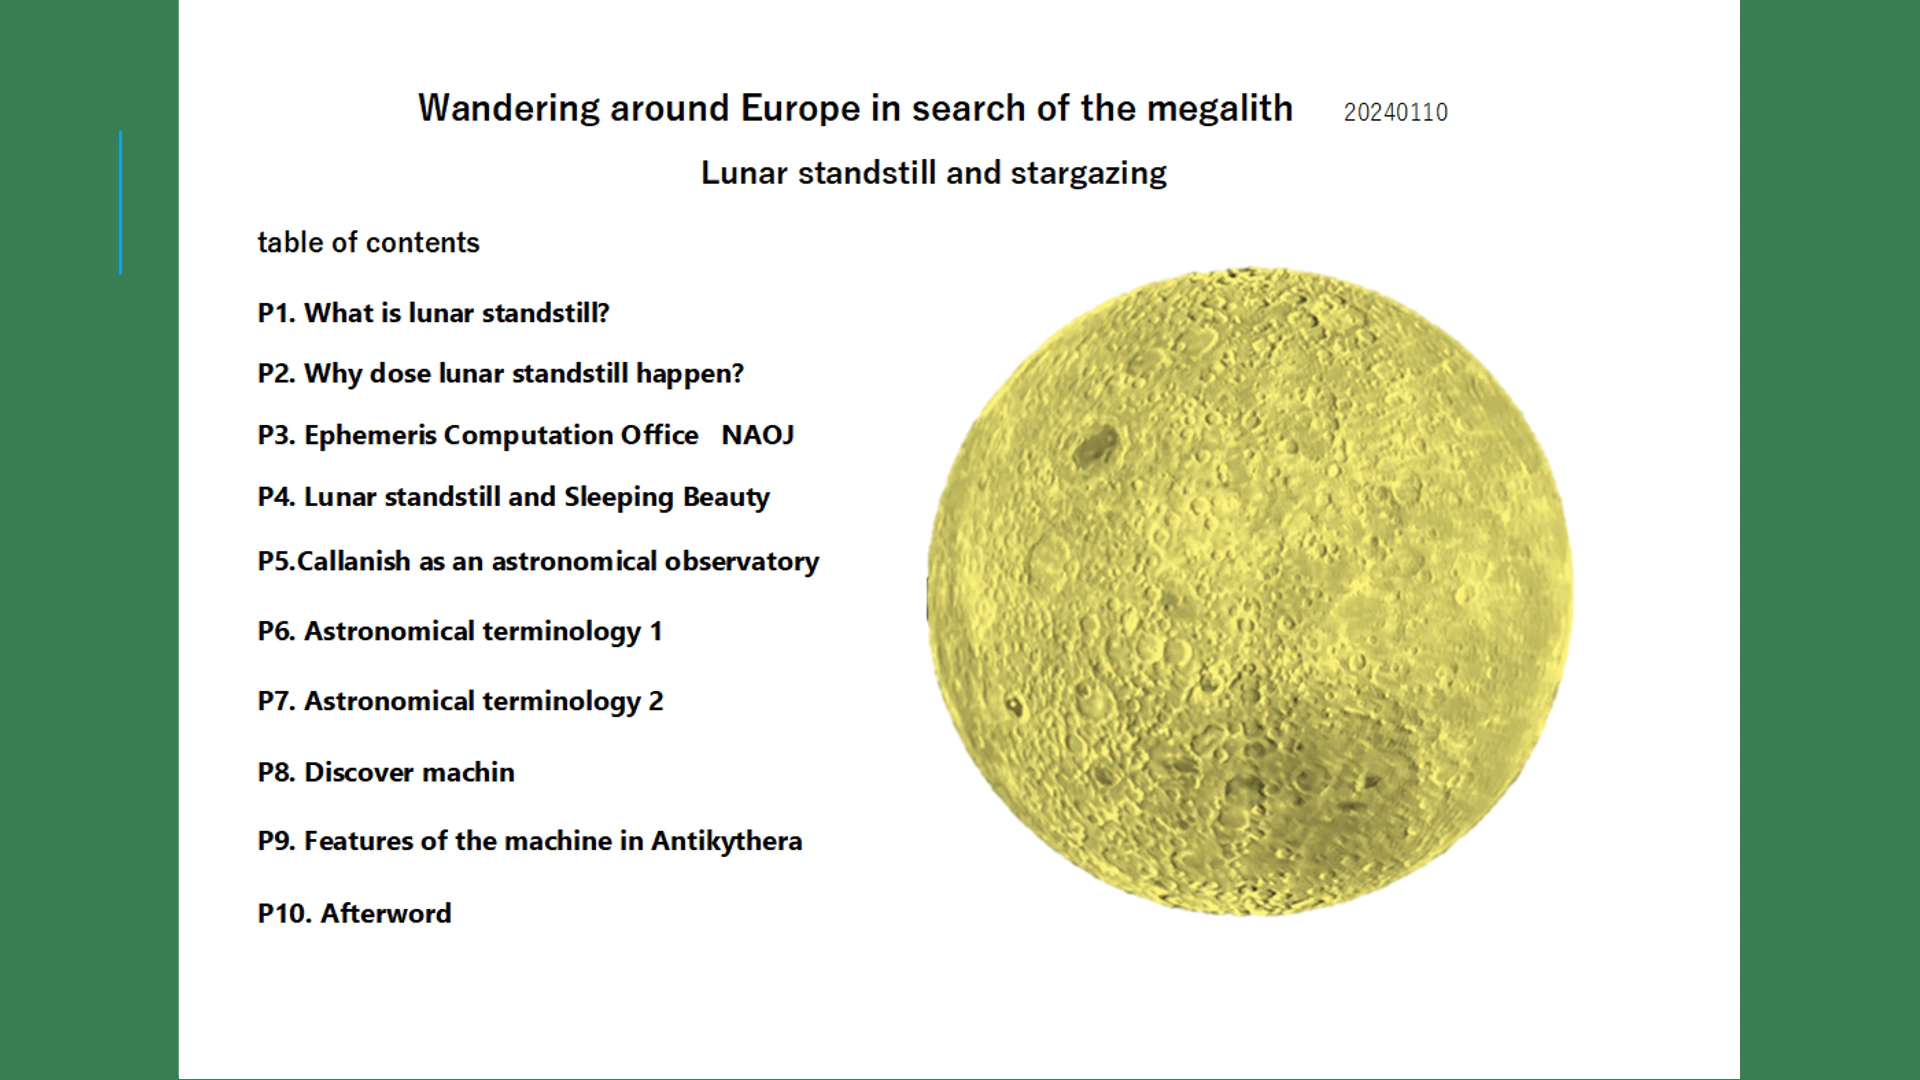 Wandering around Europe in search of the megalith 20240110
Lunar standstill and stargazing
table of contents
P1. What is lunar standstill?
P2. Why dose lunar standstill happen?
P3. Ephemeris Computation Office NAOJ
P4. Lunar standstill and Sleeping Beauty
P5.Callanish as an astronomical observatory
P6. Astronomical terminology 1
P7. Astronomical terminology 2
P8. Discover machin
P9. Features of the machine in Antikythera
P10. Afterword